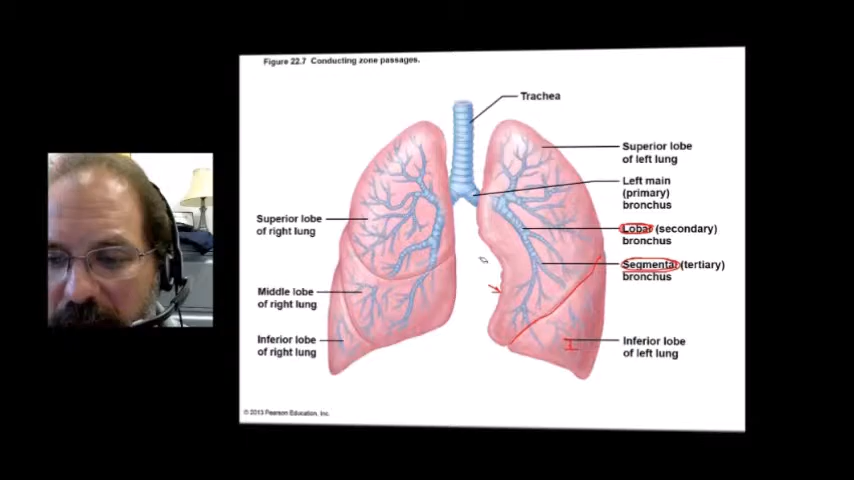 Figure 22.7 Conducting zone passages.
Trachea
Superior lobe
of left lung
Left main
(primary)
bronchus
Lobar (secondary)
bronchus
Segmental (tertiary)
bronchus
Inferior lobe
of left lung
Superior lobe
of right lung
Middle lobe
of right lung
Inferior lobe
of right lung
I
© 2013 Pearson Education, Inc.